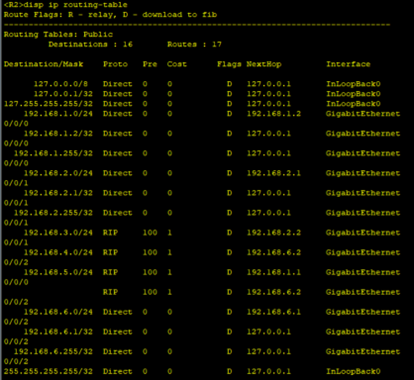 <R2>disp ip routing-table
Route Flags: R - relay, D - download to fib
------------------------------------------------------------------------------
Routing Tables: Public
         Destinations : 16       Routes : 17

Destination/Mask    Proto   Pre  Cost      Flags NextHop         Interface

      127.0.0.0/8   Direct  0    0           D   127.0.0.1       InLoopBack0
      127.0.0.1/32  Direct  0    0           D   127.0.0.1       InLoopBack0
127.255.255.255/32  Direct  0    0           D   127.0.0.1       InLoopBack0
    192.168.1.0/24  Direct  0    0           D   192.168.1.2     GigabitEthernet
0/0/0
    192.168.1.2/32  Direct  0    0           D   127.0.0.1       GigabitEthernet
0/0/0
  192.168.1.255/32  Direct  0    0           D   127.0.0.1       GigabitEthernet
0/0/0
    192.168.2.0/24  Direct  0    0           D   192.168.2.1     GigabitEthernet
0/0/1
    192.168.2.1/32  Direct  0    0           D   127.0.0.1       GigabitEthernet
0/0/1
  192.168.2.255/32  Direct  0    0           D   127.0.0.1       GigabitEthernet
0/0/1
    192.168.3.0/24  RIP     100  1           D   192.168.2.2     GigabitEthernet
0/0/1
    192.168.4.0/24  RIP     100  1           D   192.168.6.2     GigabitEthernet
0/0/2
    192.168.5.0/24  RIP     100  1           D   192.168.1.1     GigabitEthernet
0/0/0
                    RIP     100  1           D   192.168.6.2     GigabitEthernet
0/0/2
    192.168.6.0/24  Direct  0    0           D   192.168.6.1     GigabitEthernet
0/0/2
    192.168.6.1/32  Direct  0    0           D   127.0.0.1       GigabitEthernet
0/0/2
  192.168.6.255/32  Direct  0    0           D   127.0.0.1       GigabitEthernet
0/0/2
255.255.255.255/32  Direct  0    0           D   127.0.0.1       InLoopBack0